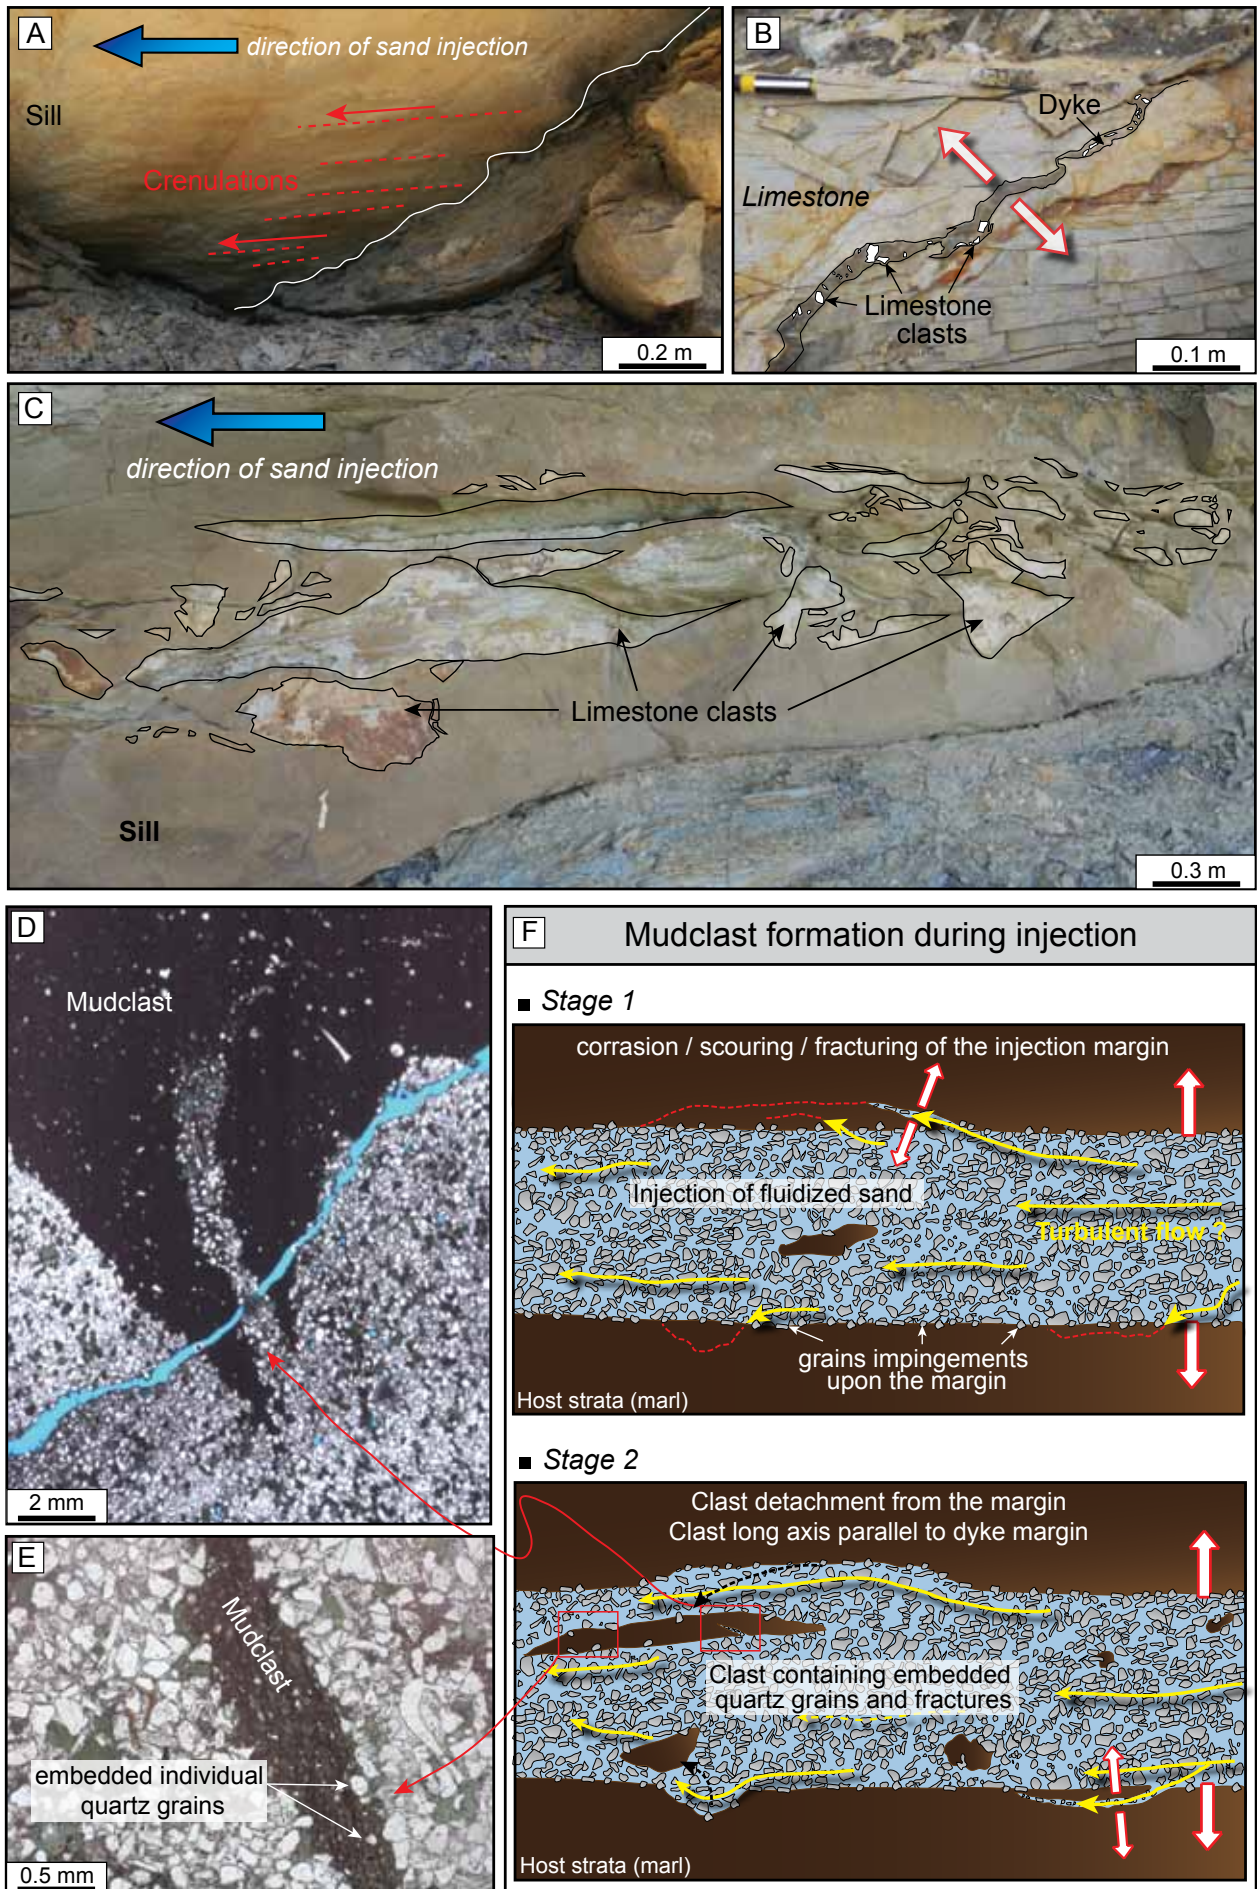 A
direction of sand injection
Sill
Crenulations
0.2 m
B
Dyke
Limestone
Limestone
clasts
0.1 m
C
direction of sand injection
Limestone clasts
Sill
0.3 m
D
Mudclast
2 mm
E
Mudclast
embedded individual
quartz grains
0.5 mm
F
Mudclast formation during injection
Stage 1
corrasion / scouring / fracturing of the injection margin
Injection of fluidized sand
Turbulent flow ?
grains impingements
upon the margin
Host strata (marl)
Stage 2
Clast detachment from the margin
Clast long axis parallel to dyke margin
Clast containing embedded
quartz grains and fractures
Host strata (marl)